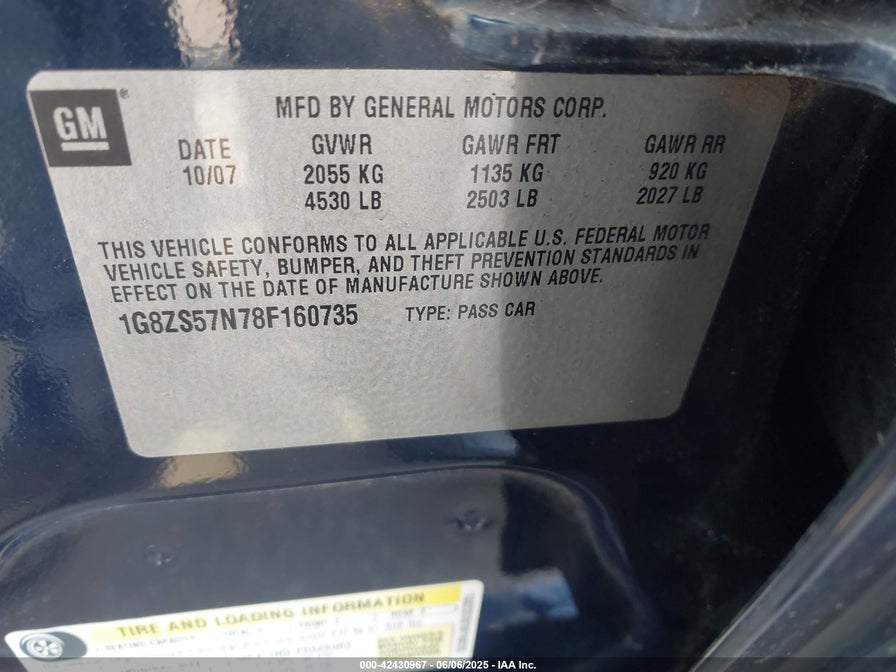 GM®
MFD BY GENERAL MOTORS CORP.
DATE GVWR GAWR FRT GAWR RR
10/07 2055 KG 1135 KG 920 KG
4530 LB 2503 LB 2027 LB
THIS VEHICLE CONFORMS TO ALL APPLICABLE U.S. FEDERAL MOTOR
VEHICLE SAFETY, BUMPER, AND THEFT PREVENTION STANDARDS IN
EFFECT ON THE DATE OF MANUFACTURE SHOWN ABOVE.
1G8ZS57N78F160735 TYPE: PASS CAR
TIRE AND LOADING INFORMATION
SEATING CAPACITY
000-42430967 - 06/06/2025 - IAA Inc.